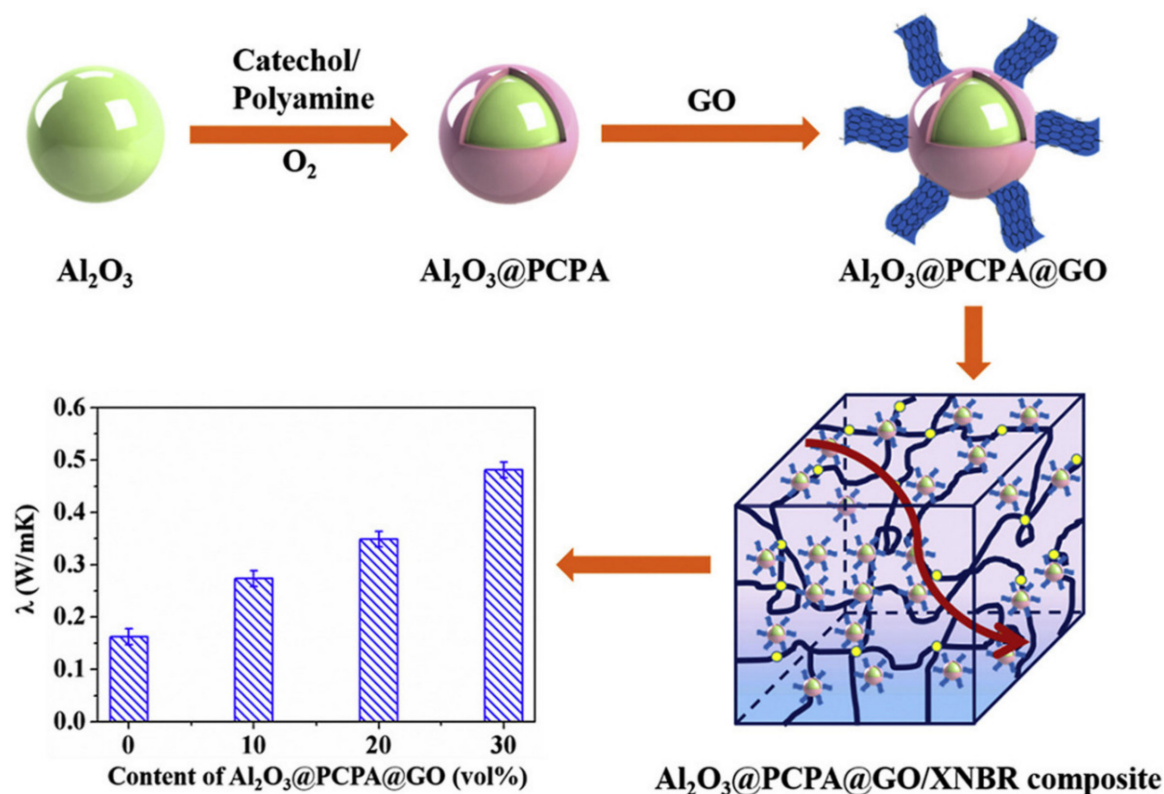 Catechol/
Polyamine
O₂
GO
Al₂O₃
Al₂O₃@PCPA
Al₂O₃@PCPA@GO
λ (W/mK)
0.6
0.5
0.4
0.3
0.2
0.1
0.0
0 10 20 30
Content of Al₂O₃@PCPA@GO (vol%)
Al₂O₃@PCPA@GO/XNBR composite